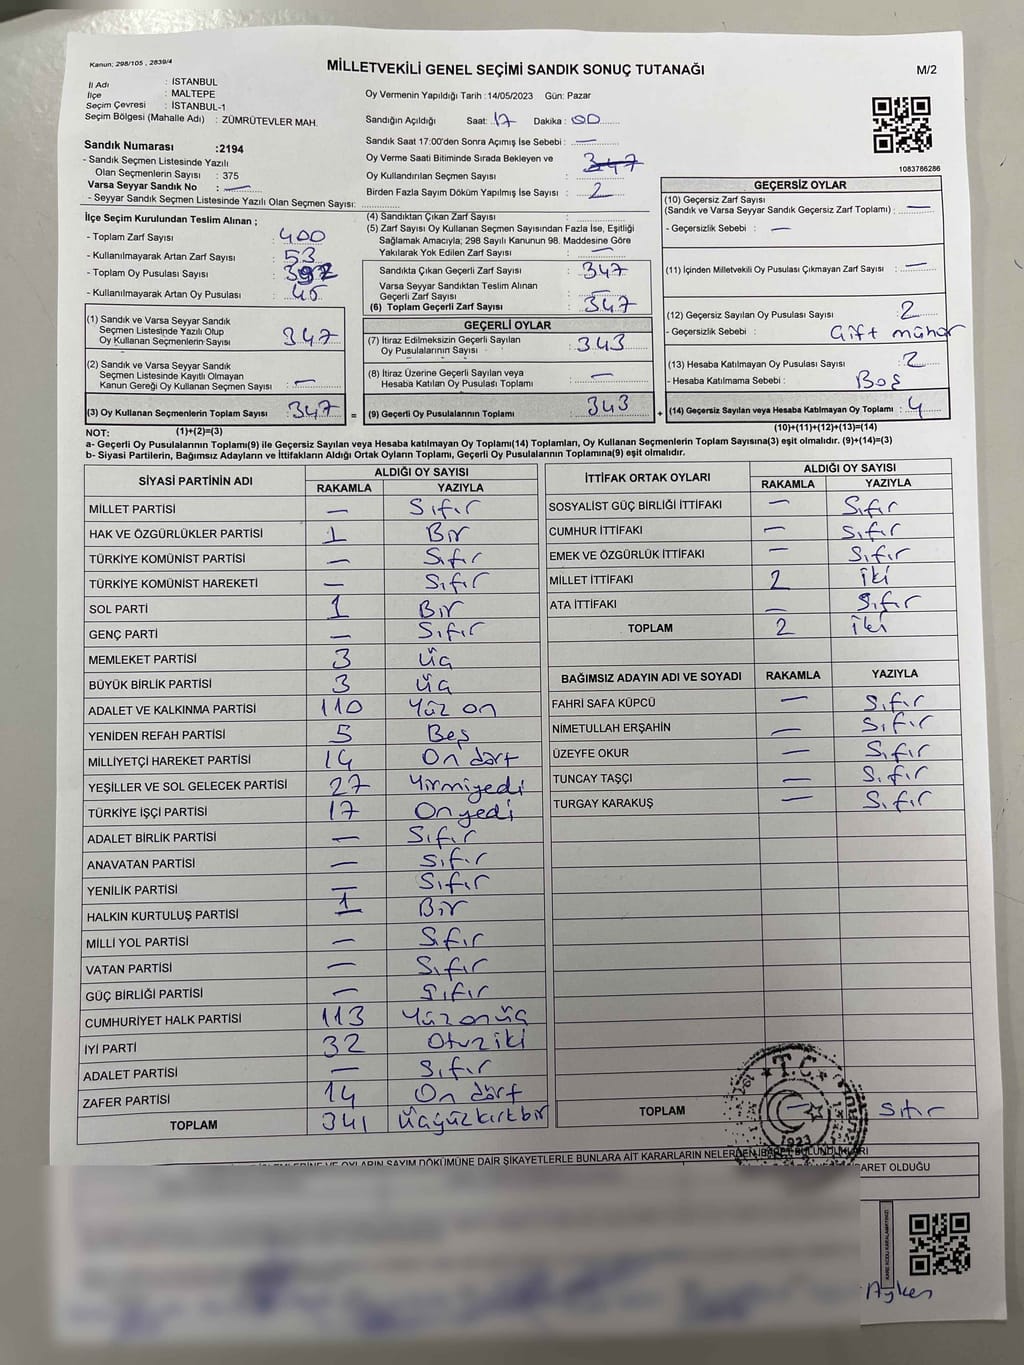 Kanun; 298/105 , 2839/4
MİLLETVEKİLİ GENEL SEÇİMİ SANDIK SONUÇ TUTANAĞI
M/2
İl Adı : İSTANBUL
İlçe : MALTEPE
Seçim Çevresi : İSTANBUL-1
Seçim Bölgesi (Mahalle Adı) : ZÜMRÜTEVLER MAH.
Oy Vermenin Yapıldığı Tarih :14/05/2023 Gün: Pazar
Sandığın Açıldığı Saat: 17 Dakika: 00
Sandık Saat 17:00'den Sonra Açımış İse Sebebi : —
Oy Verme Saati Bitiminde Sırada Bekleyen ve
Oy Kullandırılan Seçmen Sayısı : 347
Birden Fazla Sayım Döküm Yapılmış İse Sayısı : 2
Sandık Numarası :2194
- Sandık Seçmen Listesinde Yazılı
Olan Seçmenlerin Sayısı : 375
Varsa Seyyar Sandık No : —
- Seyyar Sandık Seçmen Listesinde Yazılı Olan Seçmen Sayısı:
1083786286
İlçe Seçim Kurulundan Teslim Alınan ;
- Toplam Zarf Sayısı : 400
- Kullanılmayarak Artan Zarf Sayısı : 53
- Toplam Oy Pusulası Sayısı : 392
- Kullanılmayarak Artan Oy Pusulası : 45
(1) Sandık ve Varsa Seyyar Sandık
Seçmen Listesinde Yazılı Olup
Oy Kullanan Seçmenlerin Sayısı : 347
(2) Sandık ve Varsa Seyyar Sandık
Seçmen Listesinde Kayıtlı Olmayan
Kanun Gereği Oy Kullanan Seçmen Sayısı : —
(3) Oy Kullanan Seçmenlerin Toplam Sayısı : 347
(1)+(2)=(3)
(4) Sandıktan Çıkan Zarf Sayısı :
(5) Zarf Sayısı Oy Kullanan Seçmen Sayısından Fazla İse, Eşitliği
Sağlamak Amacıyla; 298 Sayılı Kanunun 98. Maddesine Göre
Yakılarak Yok Edilen Zarf Sayısı : —
Sandıkta Çıkan Geçerli Zarf Sayısı : 347
Varsa Seyyar Sandıktan Teslim Alınan
Geçerli Zarf Sayısı : —
(6) Toplam Geçerli Zarf Sayısı : 347
GEÇERLİ OYLAR
(7) İtiraz Edilmeksizin Geçerli Sayılan
Oy Pusulalarının Sayısı : 343
(8) İtiraz Üzerine Geçerli Sayılan veya
Hesaba Katılan Oy Pusulası Toplamı : —
= (9) Geçerli Oy Pusulalarının Toplamı : 343 +
GEÇERSİZ OYLAR
(10) Geçersiz Zarf Sayısı
(Sandık ve Varsa Seyyar Sandık Geçersiz Zarf Toplamı) : —
- Geçersizlik Sebebi : —
(11) İçinden Milletvekili Oy Pusulası Çıkmayan Zarf Sayısı : —
(12) Geçersiz Sayılan Oy Pusulası Sayısı : 2
- Geçersizlik Sebebi : Çift mühür
(13) Hesaba Katılmayan Oy Pusulası Sayısı : 2
- Hesaba Katılmama Sebebi : Boş
(14) Geçersiz Sayılan veya Hesaba Katılmayan Oy Toplamı : 4
(10)+(11)+(12)+(13)=(14)
NOT:
a- Geçerli Oy Pusulalarının Toplamı(9) ile Geçersiz Sayılan veya Hesaba katılmayan Oy Toplamı(14) Toplamları, Oy Kullanan Seçmenlerin Toplam Sayısına(3) eşit olmalıdır. (9)+(14)=(3)
b- Siyasi Partilerin, Bağımsız Adayların ve İttifakların Aldığı Ortak Oyların Toplamı, Geçerli Oy Pusulalarının Toplamına(9) eşit olmalıdır.
SİYASİ PARTİNİN ADI ALDIĞI OY SAYISI
RAKAMLA YAZIYLA
MİLLET PARTİSİ — Sıfır
HAK VE ÖZGÜRLÜKLER PARTİSİ 1 Bir
TÜRKİYE KOMÜNİST PARTİSİ — Sıfır
TÜRKİYE KOMÜNİST HAREKETİ — Sıfır
SOL PARTİ 1 Bir
GENÇ PARTİ — Sıfır
MEMLEKET PARTİSİ 3 üç
BÜYÜK BİRLİK PARTİSİ 3 üç
ADALET VE KALKINMA PARTİSİ 110 Yüz on
YENİDEN REFAH PARTİSİ 5 Beş
MİLLİYETÇİ HAREKET PARTİSİ 14 On dört
YEŞİLLER VE SOL GELECEK PARTİSİ 27 Yirmiyedi
TÜRKİYE İŞÇİ PARTİSİ 17 Onyedi
ADALET BİRLİK PARTİSİ — Sıfır
ANAVATAN PARTİSİ — Sıfır
YENİLİK PARTİSİ — Sıfır
HALKIN KURTULUŞ PARTİSİ 1 Bir
MİLLİ YOL PARTİSİ — Sıfır
VATAN PARTİSİ — Sıfır
GÜÇ BİRLİĞİ PARTİSİ — Sıfır
CUMHURİYET HALK PARTİSİ 113 Yüzonüç
İYİ PARTİ 32 Otuziki
ADALET PARTİSİ — Sıfır
ZAFER PARTİSİ 14 On dört
TOPLAM 341 üçyüzkırkbir
İTTİFAK ORTAK OYLARI ALDIĞI OY SAYISI
RAKAMLA YAZIYLA
SOSYALİST GÜÇ BİRLİĞİ İTTİFAKI — Sıfır
CUMHUR İTTİFAKI — Sıfır
EMEK VE ÖZGÜRLÜK İTTİFAKI — Sıfır
MİLLET İTTİFAKI 2 iki
ATA İTTİFAKI — Sıfır
TOPLAM 2 iki
BAĞIMSIZ ADAYIN ADI VE SOYADI RAKAMLA YAZIYLA
FAHRİ SAFA KÜPCÜ — Sıfır
NİMETULLAH ERŞAHİN — Sıfır
ÜZEYFE OKUR — Sıfır
TUNCAY TAŞÇI — Sıfır
TURGAY KARAKUŞ — Sıfır
TOPLAM — Sıfır
T.C.
1923
OYLARIN SAYIM DÖKÜMÜNE DAİR ŞİKAYETLERLE BUNLARA AİT KARARLARIN NELERDEN
OLDUĞU
Ayken